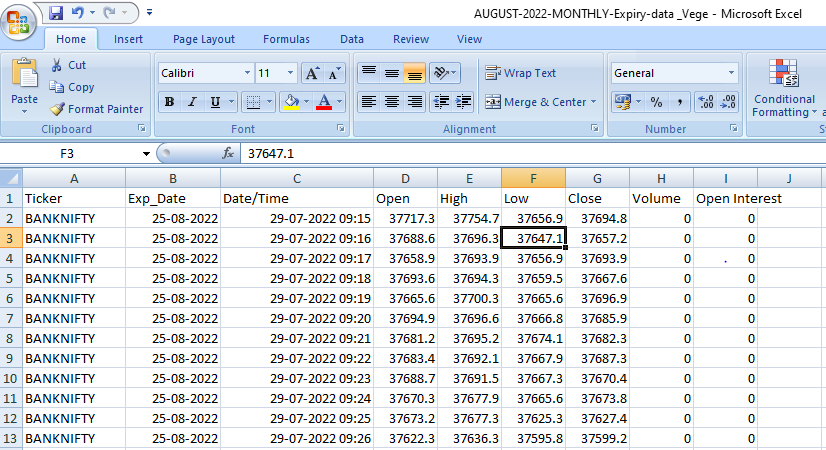 AUGUST-2022-MONTHLY-Expiry-data _Vege - Microsoft Excel
Home Insert Page Layout Formulas Data Review View
Cut
Copy
Format Painter
Paste
Calibri 11 A A
B I U A
Wrap Text
Merge & Center
General
% , .00 .00
Conditional
Formatting
Clipboard Font Alignment Number
F3 fx 37647.1
A B C D E F G H I J
1 Ticker Exp_Date Date/Time Open High Low Close Volume Open Interest
2 BANKNIFTY 25-08-2022 29-07-2022 09:15 37717.3 37754.7 37656.9 37694.8 0 0
3 BANKNIFTY 25-08-2022 29-07-2022 09:16 37688.6 37696.3 37647.1 37657.2 0 0
4 BANKNIFTY 25-08-2022 29-07-2022 09:17 37658.9 37693.9 37656.9 37693.9 0 0
5 BANKNIFTY 25-08-2022 29-07-2022 09:18 37693.6 37694.3 37659.5 37667.6 0 0
6 BANKNIFTY 25-08-2022 29-07-2022 09:19 37665.6 37700.3 37665.6 37696.9 0 0
7 BANKNIFTY 25-08-2022 29-07-2022 09:20 37694.9 37696.6 37666.8 37685.9 0 0
8 BANKNIFTY 25-08-2022 29-07-2022 09:21 37681.2 37695.2 37674.1 37682.3 0 0
9 BANKNIFTY 25-08-2022 29-07-2022 09:22 37683.4 37692.1 37667.9 37687.3 0 0
10 BANKNIFTY 25-08-2022 29-07-2022 09:23 37688.7 37691.5 37667.3 37670.4 0 0
11 BANKNIFTY 25-08-2022 29-07-2022 09:24 37670.3 37677.9 37665.6 37673.8 0 0
12 BANKNIFTY 25-08-2022 29-07-2022 09:25 37673.2 37677.3 37625.3 37627.4 0 0
13 BANKNIFTY 25-08-2022 29-07-2022 09:26 37622.3 37636.3 37595.8 37599.2 0 0